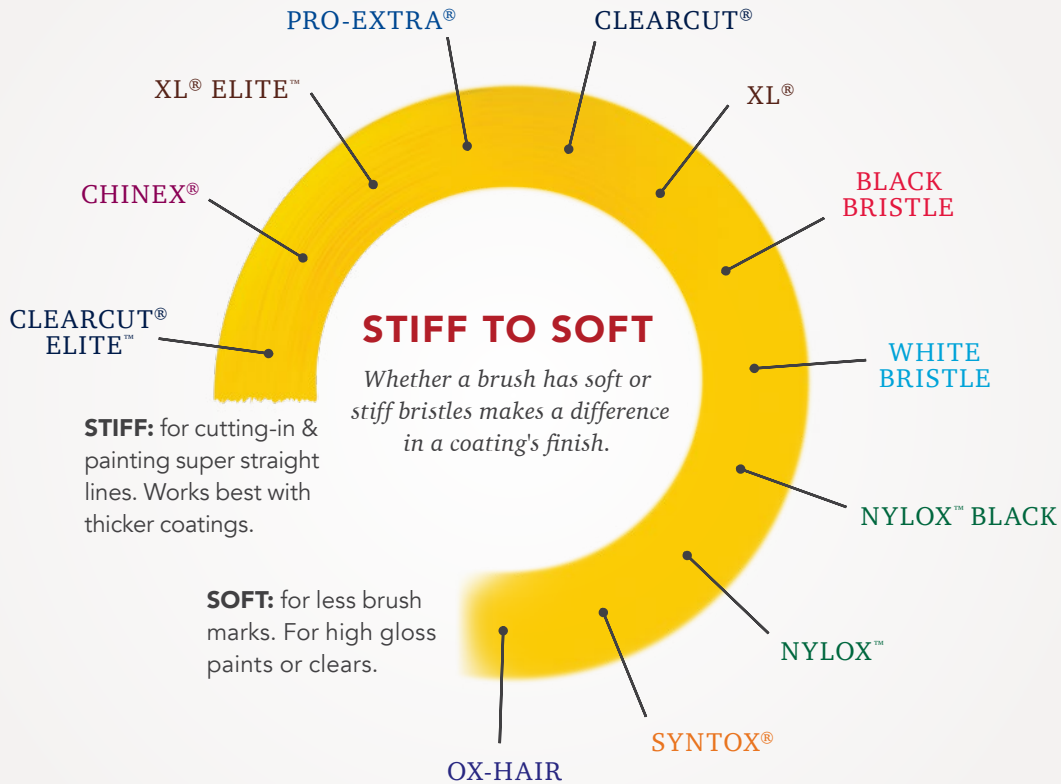 PRO-EXTRA®
CLEARCUT®
XL® ELITE™
XL®
CHINEX®
BLACK
BRISTLE
CLEARCUT®
ELITE™
STIFF TO SOFT
Whether a brush has soft or
stiff bristles makes a difference
in a coating's finish.
WHITE
BRISTLE
STIFF: for cutting-in &
painting super straight
lines. Works best with
thicker coatings.
NYLOX™ BLACK
SOFT: for less brush
marks. For high gloss
paints or clears.
NYLOX™
SYNTOX®
OX-HAIR